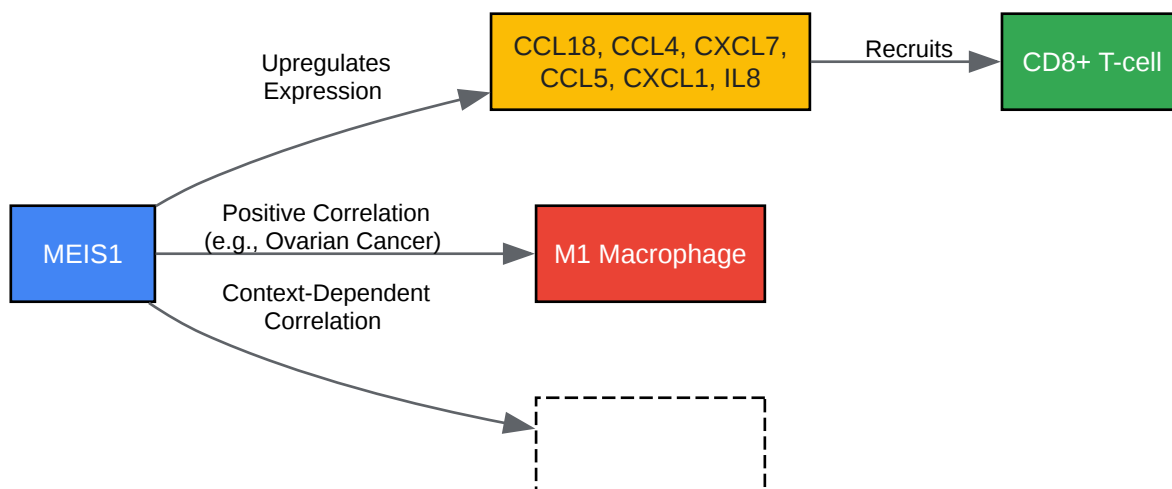 Upregulates
Expression
CCL18, CCL4, CXCL7,
CCL5, CXCL1, IL8
Recruits
CD8+ T-cell
MEIS1
Positive Correlation
(e.g., Ovarian Cancer)
M1 Macrophage
Context-Dependent
Correlation